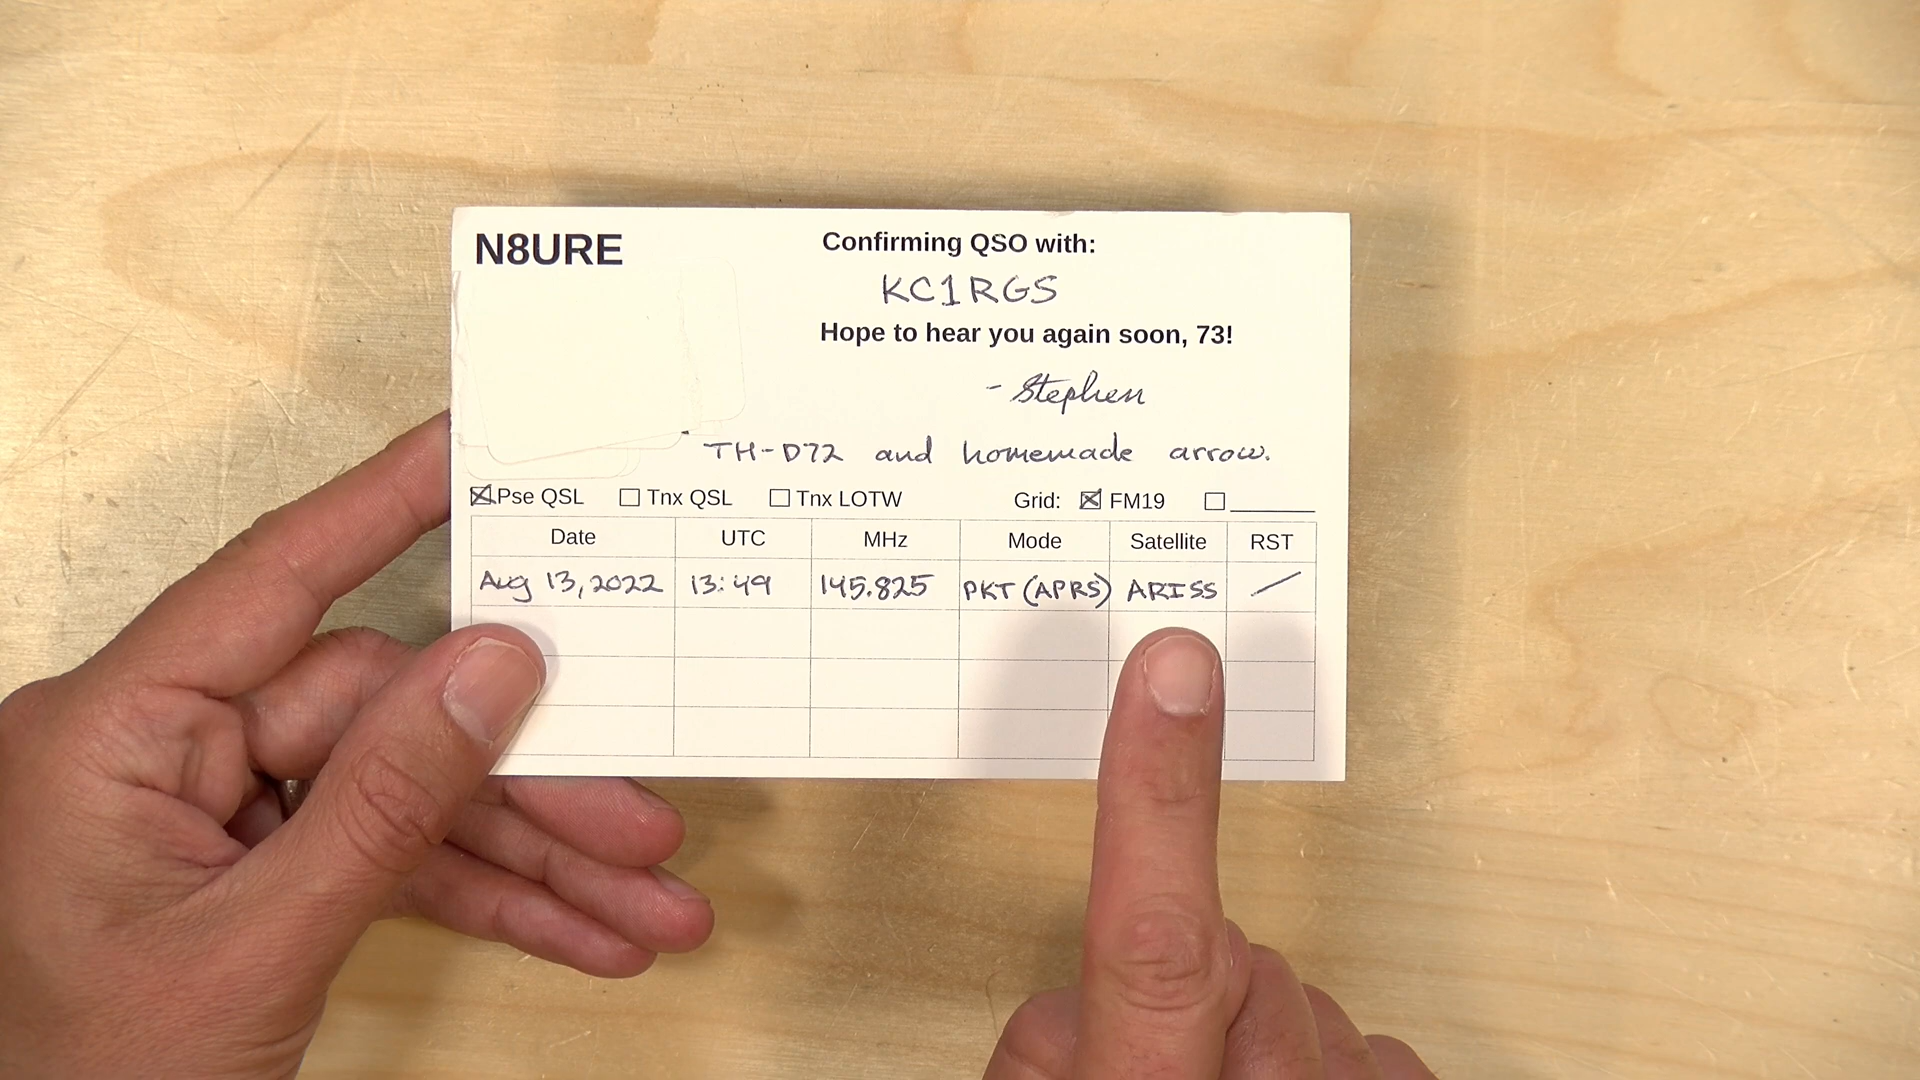 N8URE
Confirming QSO with:
KC1RGS
Hope to hear you again soon, 73!
- Stephen
TH-D72 and homemade arrow.
Pse QSL Tnx QSL Tnx LOTW Grid: FM19
Date UTC MHz Mode Satellite RST
Aug 13, 2022 13:49 145.825 PKT (APRS) ARISS /